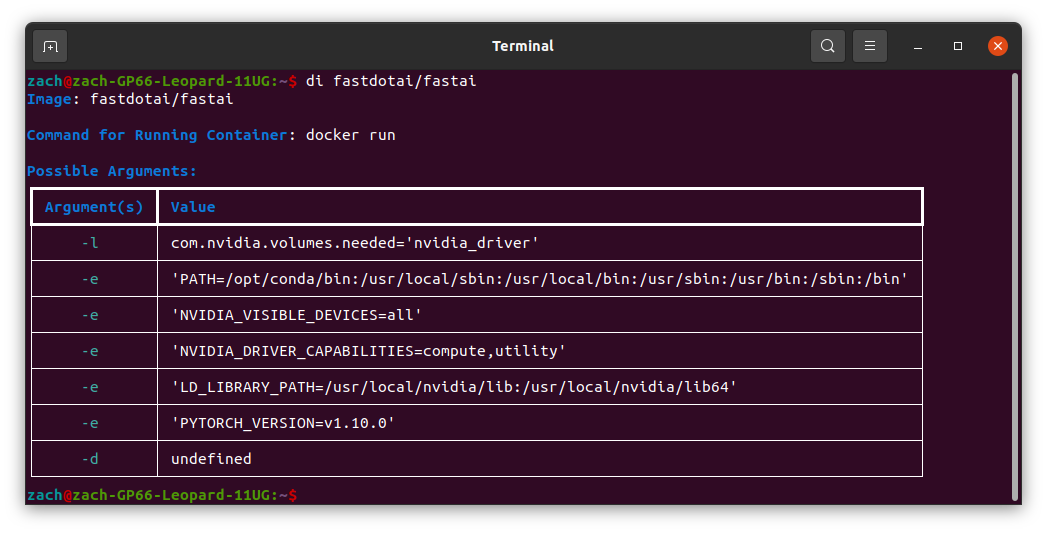 Terminal
zach@zach-GP66-Leopard-11UG:~$ di fastdotai/fastai
Image: fastdotai/fastai
Command for Running Container: docker run
Possible Arguments:
Argument(s) Value
-l com.nvidia.volumes.needed='nvidia_driver'
-e 'PATH=/opt/conda/bin:/usr/local/sbin:/usr/local/bin:/usr/sbin:/usr/bin:/sbin:/bin'
-e 'NVIDIA_VISIBLE_DEVICES=all'
-e 'NVIDIA_DRIVER_CAPABILITIES=compute,utility'
-e 'LD_LIBRARY_PATH=/usr/local/nvidia/lib:/usr/local/nvidia/lib64'
-e 'PYTORCH_VERSION=v1.10.0'
-d undefined
zach@zach-GP66-Leopard-11UG:~$